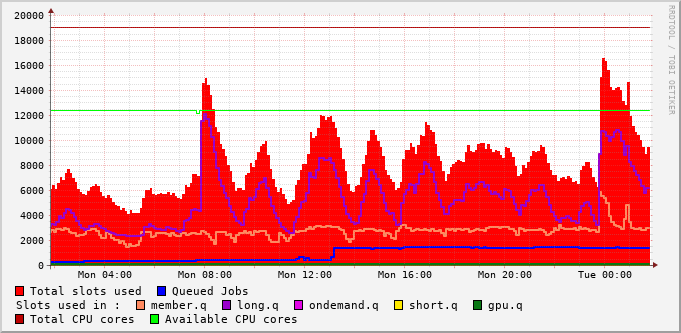 20000
18000
16000
14000
12000
10000
8000
6000
4000
2000
0
Mon 04:00 Mon 08:00 Mon 12:00 Mon 16:00 Mon 20:00 Tue 00:00
Total slots used Queued Jobs
Slots used in : member.q long.q ondemand.q short.q gpu.q
Total CPU cores Available CPU cores
RRDTOOL / TOBI OETIKER